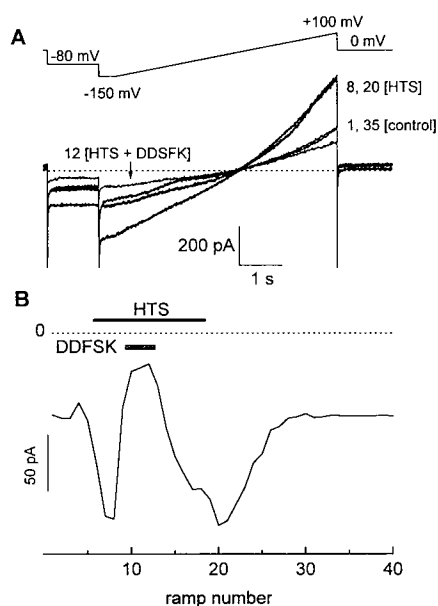 A
+100 mV
-80 mV
0 mV
-150 mV
8, 20 [HTS]
1, 35 [control]
12 [HTS + DDSFK]
200 pA
1 s
B
HTS
0
DDFSK
50 pA
10 20 30 40
ramp number